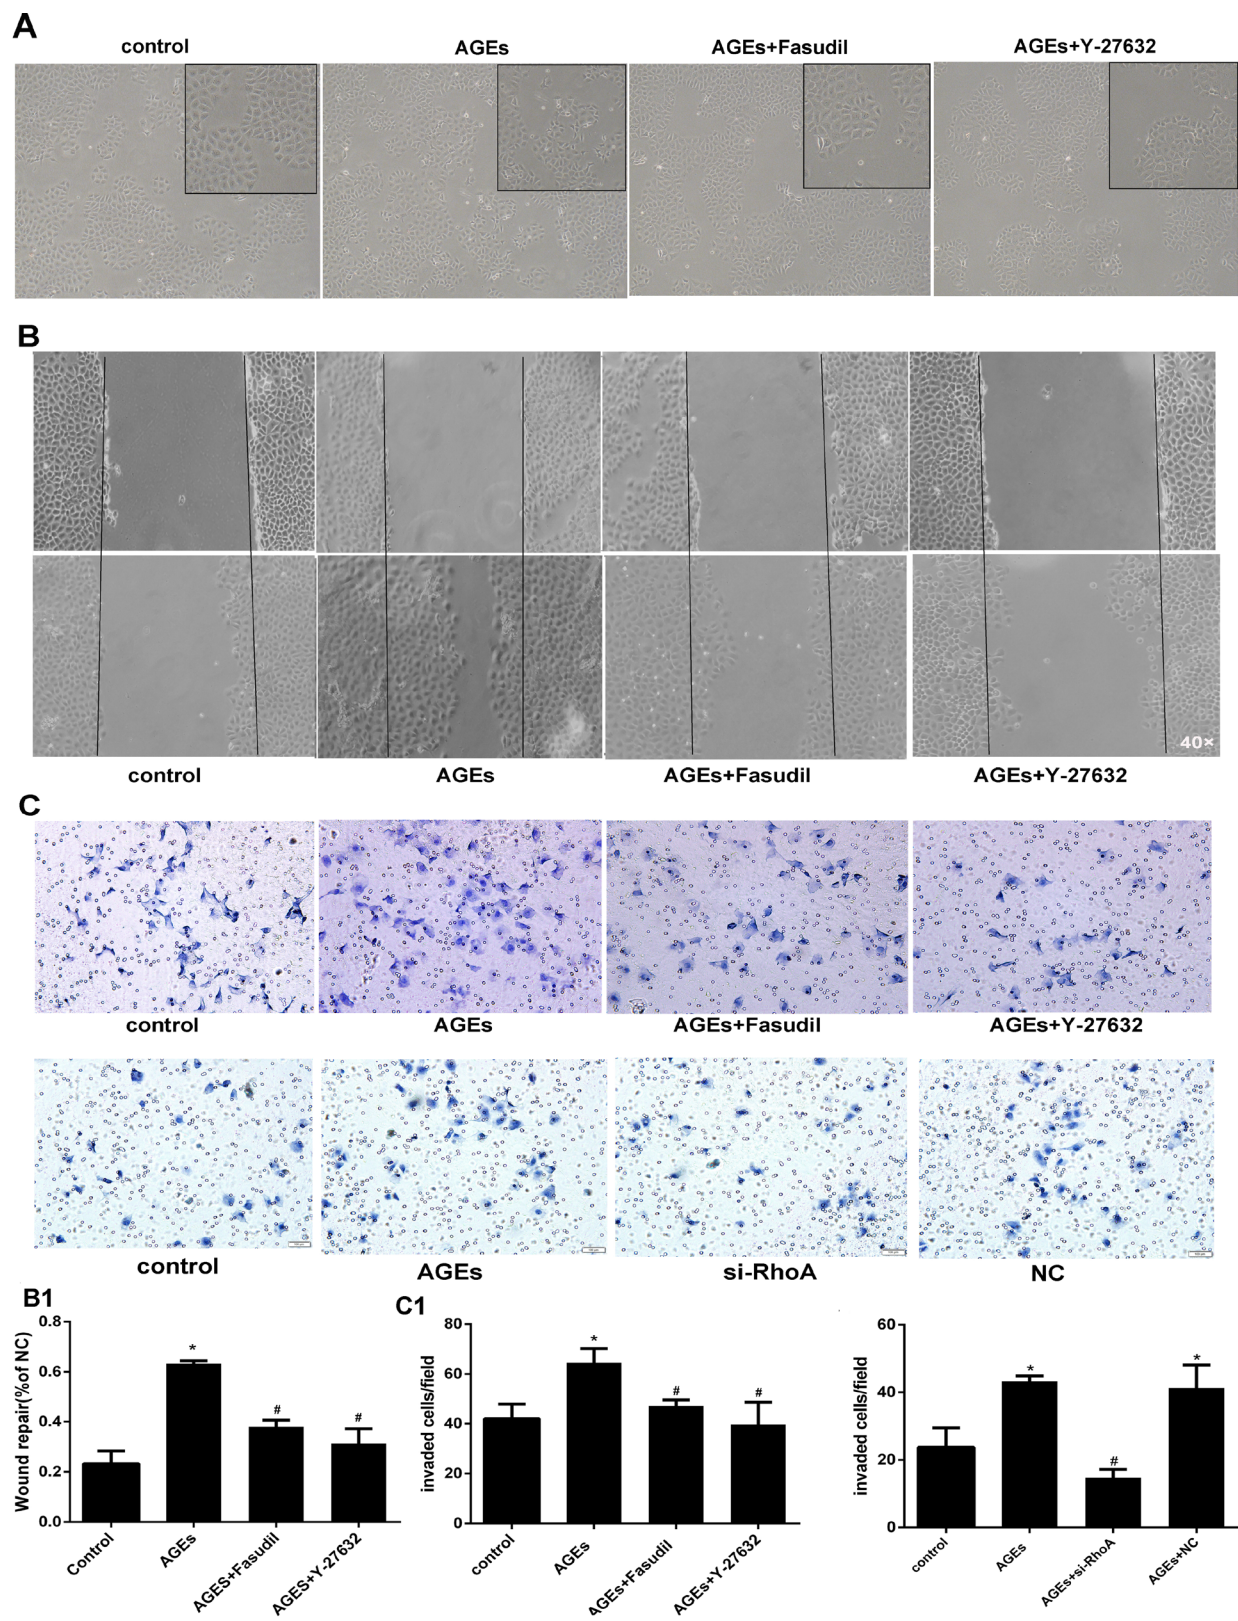 A
control AGEs AGEs+Fasudil AGEs+Y-27632
B
40×
control AGEs AGEs+Fasudil AGEs+Y-27632
C
control AGEs AGEs+Fasudil AGEs+Y-27632
control AGEs si-RhoA NC
B1
Wound repair(%of NC)
0.8
0.6
0.4
0.2
0.0
* # #
Control AGEs AGES+Fasudil AGES+Y-27632
C1
invaded cells/field
80
60
40
20
0
* # #
control AGEs AGEs+Fasudil AGEs+Y-27632
invaded cells/field
60
40
20
0
* # *
control AGEs AGEs+si-RhoA AGEs+NC